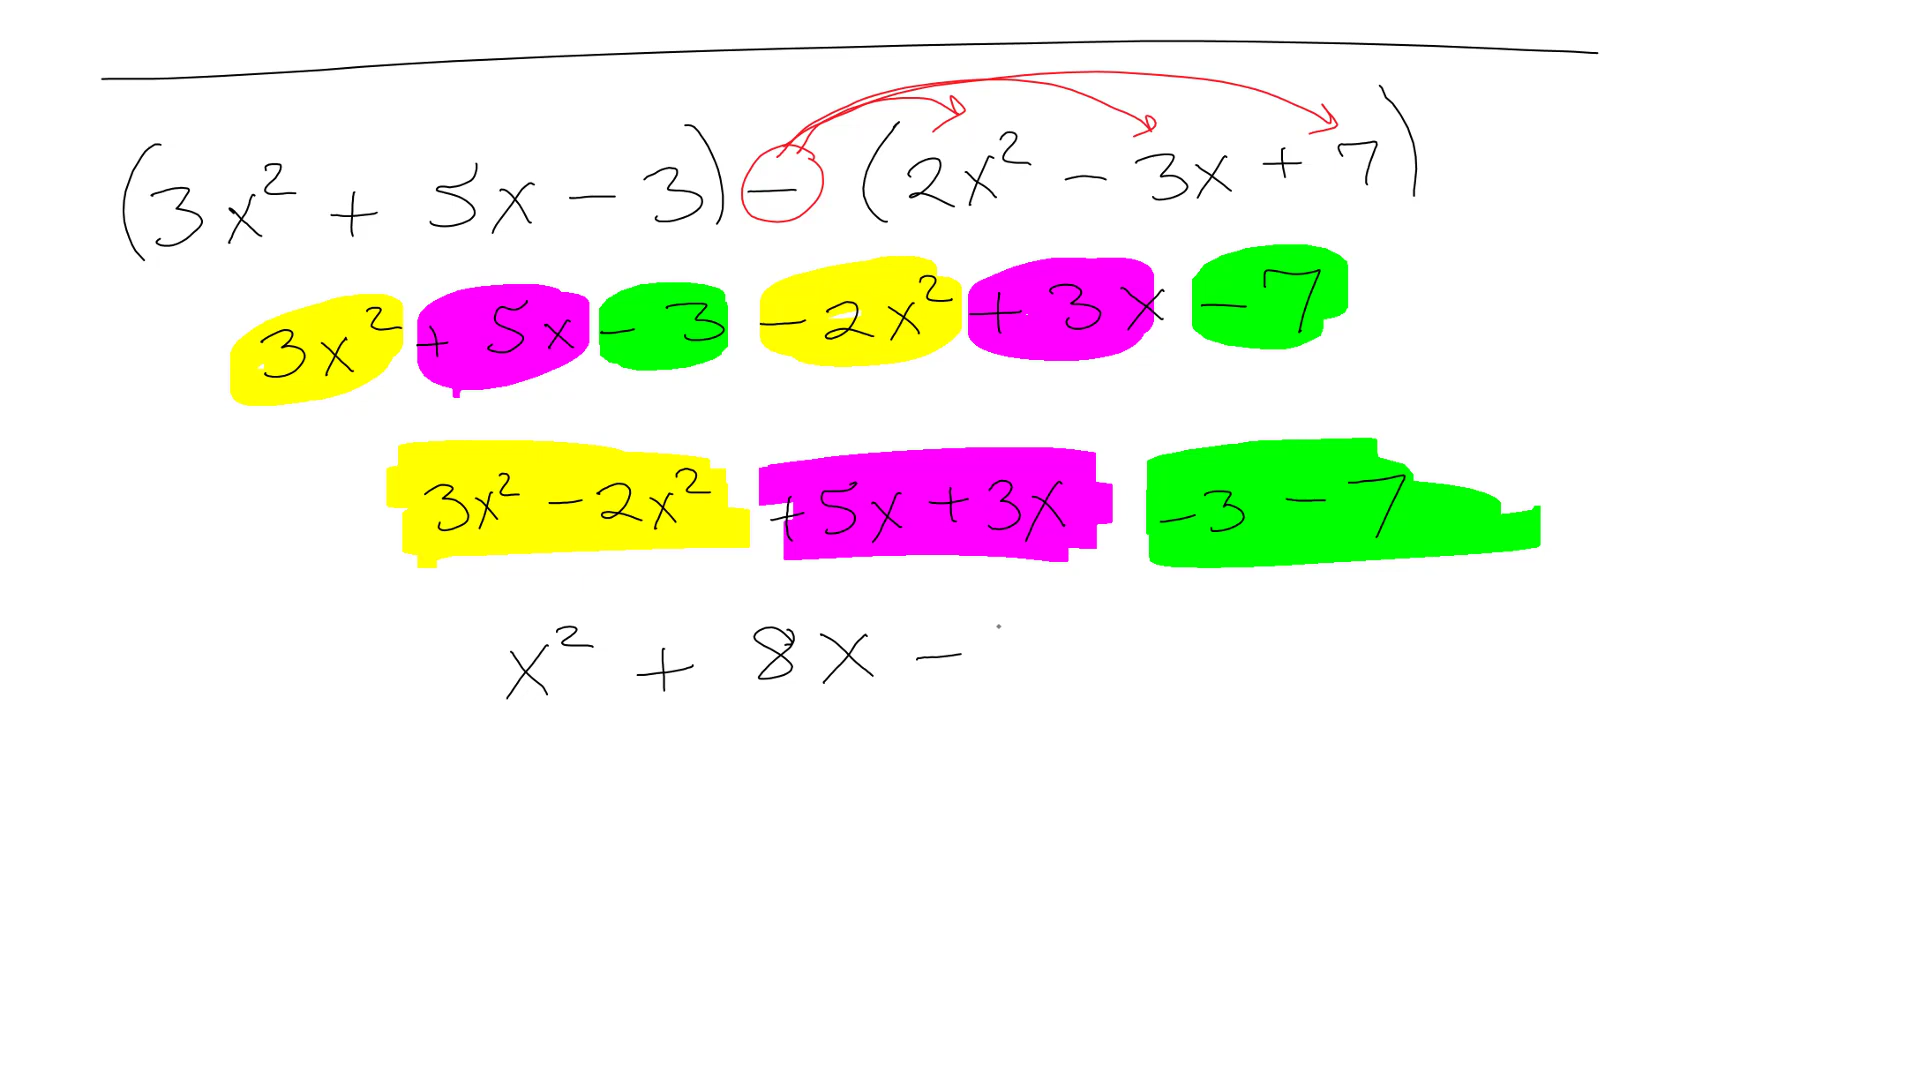 (3x² + 5x - 3) - (2x² - 3x + 7)
3x² + 5x - 3 - 2x² + 3x - 7
3x² - 2x² + 5x + 3x - 3 - 7
x² + 8x -